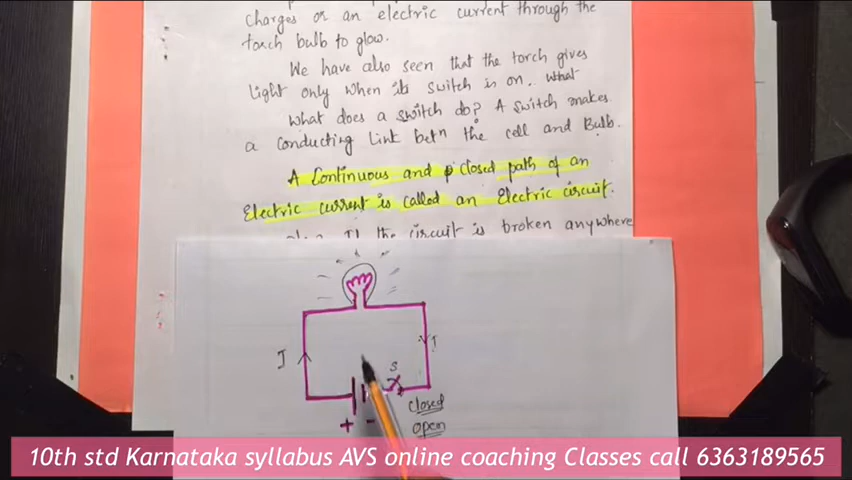 charges or an electric current through the
torch bulb to glow.
We have also seen that the torch gives
light only when its switch is on. What
What does a switch do? A switch makes
a conducting Link betn the cell and Bulb.
A Continuous and closed path of an
Electric current is called an Electric circuit.
the circuit is broken anywhere
I
I
S
closed
+ -
open
10th std Karnataka syllabus AVS online coaching Classes call 6363189565